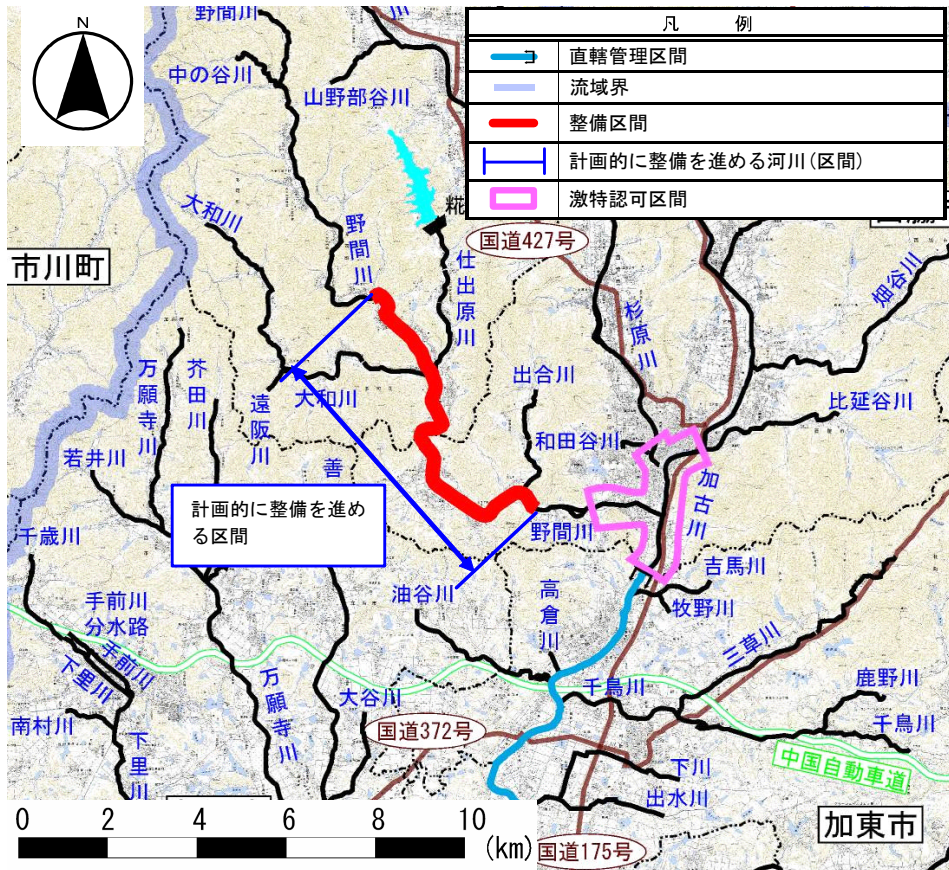 野間川
N
凡 例
中の谷川
直轄管理区間
流域界
山野部谷川
整備区間
計画的に整備を進める河川(区間)
激特認可区間
糀
大和川
野間川
国道427号
市川町
仕出原川
畑谷川
杉原川
万願寺川
芥田川
出合川
遠阪川
大和川
比延谷川
和田谷川
若井川
善
加古川
計画的に整備を進め
る区間
千歳川
野間川
吉馬川
油谷川
高倉川
牧野川
手前川
分水路
手前川
下里川
三草川
万願寺川
大谷川
千鳥川
鹿野川
南村川
下里川
国道372号
千鳥川
中国自動車道
下川
出水川
加東市
0 2 4 6 8 10
(km)
国道175号